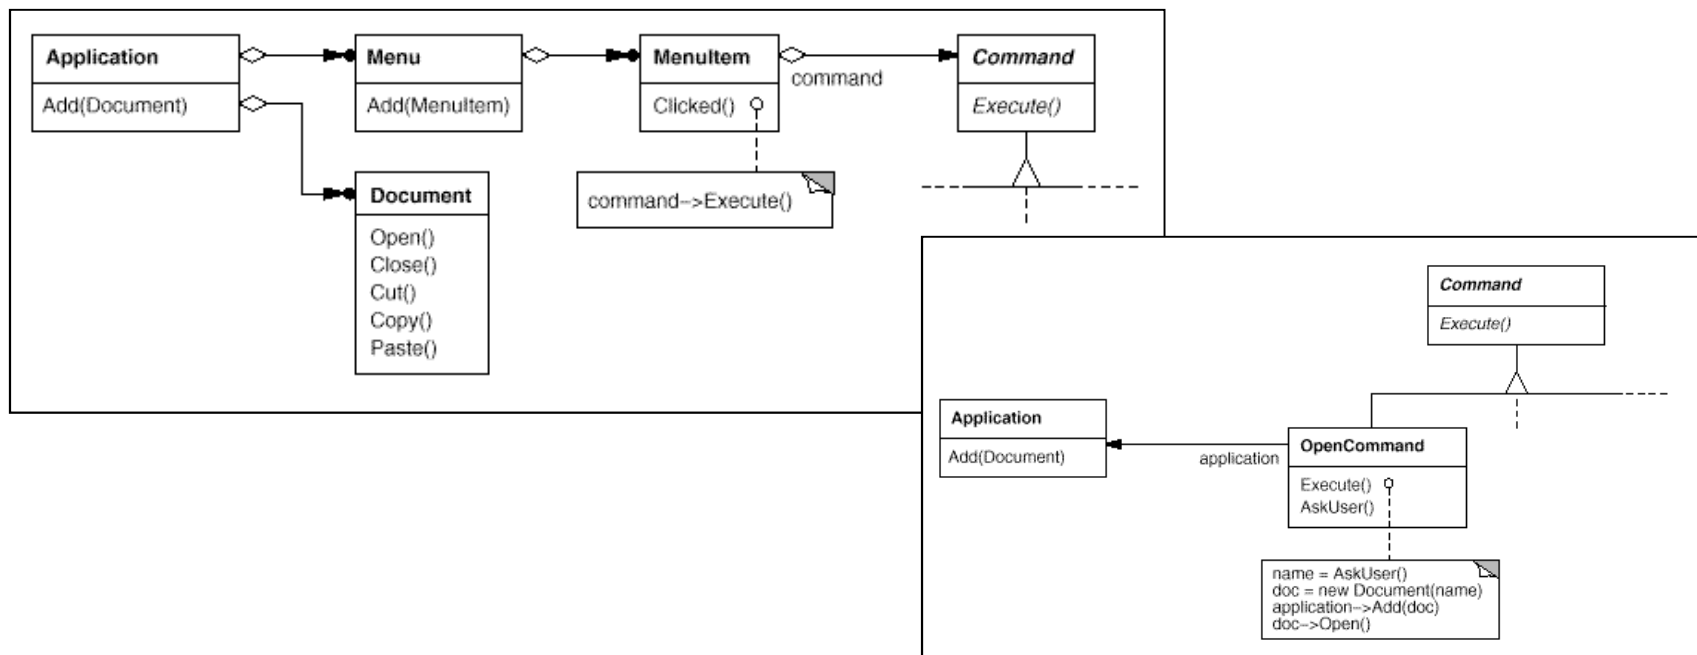 Application
Add(Document)
Menu
Add(MenuItem)
MenuItem
Clicked()
command
Command
Execute()
command->Execute()
Document
Open()
Close()
Cut()
Copy()
Paste()
Command
Execute()
Application
Add(Document)
application
OpenCommand
Execute()
AskUser()
name = AskUser()
doc = new Document(name)
application->Add(doc)
doc->Open()